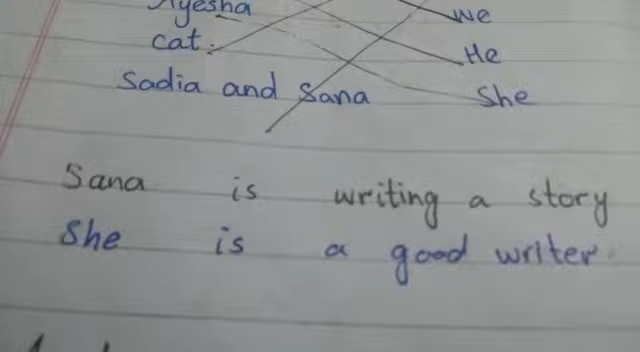 Ayesha
We
cat.
He
Sadia and Sana
She
Sana is writing a story
She is a good writer